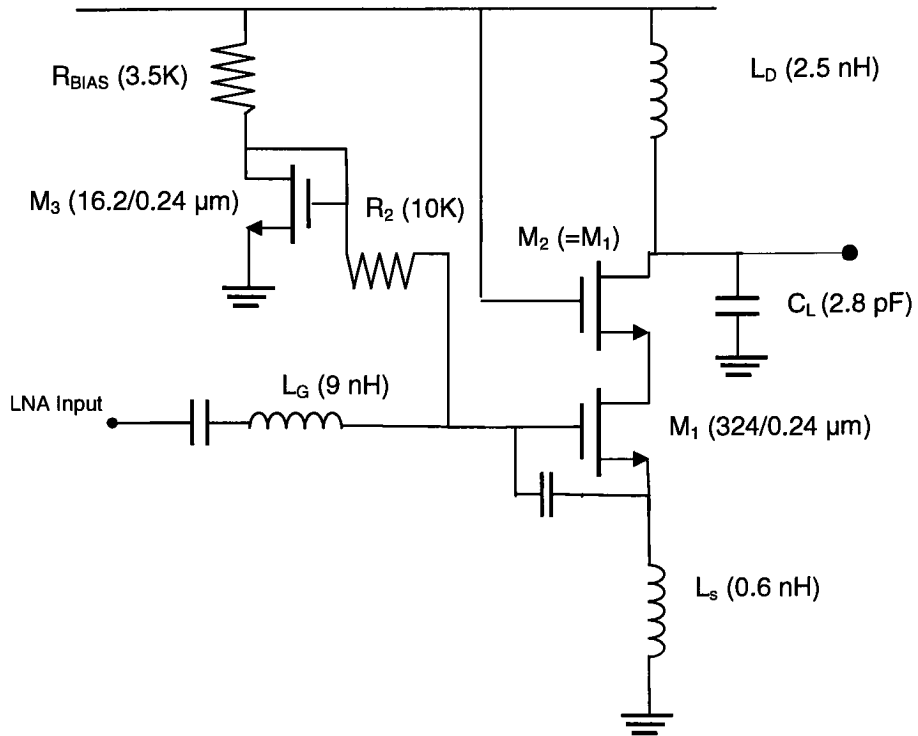 R_BIAS (3.5K)
L_D (2.5 nH)
M_3 (16.2/0.24 μm)
R_2 (10K)
M_2 (=M_1)
C_L (2.8 pF)
L_G (9 nH)
LNA Input
M_1 (324/0.24 μm)
L_s (0.6 nH)